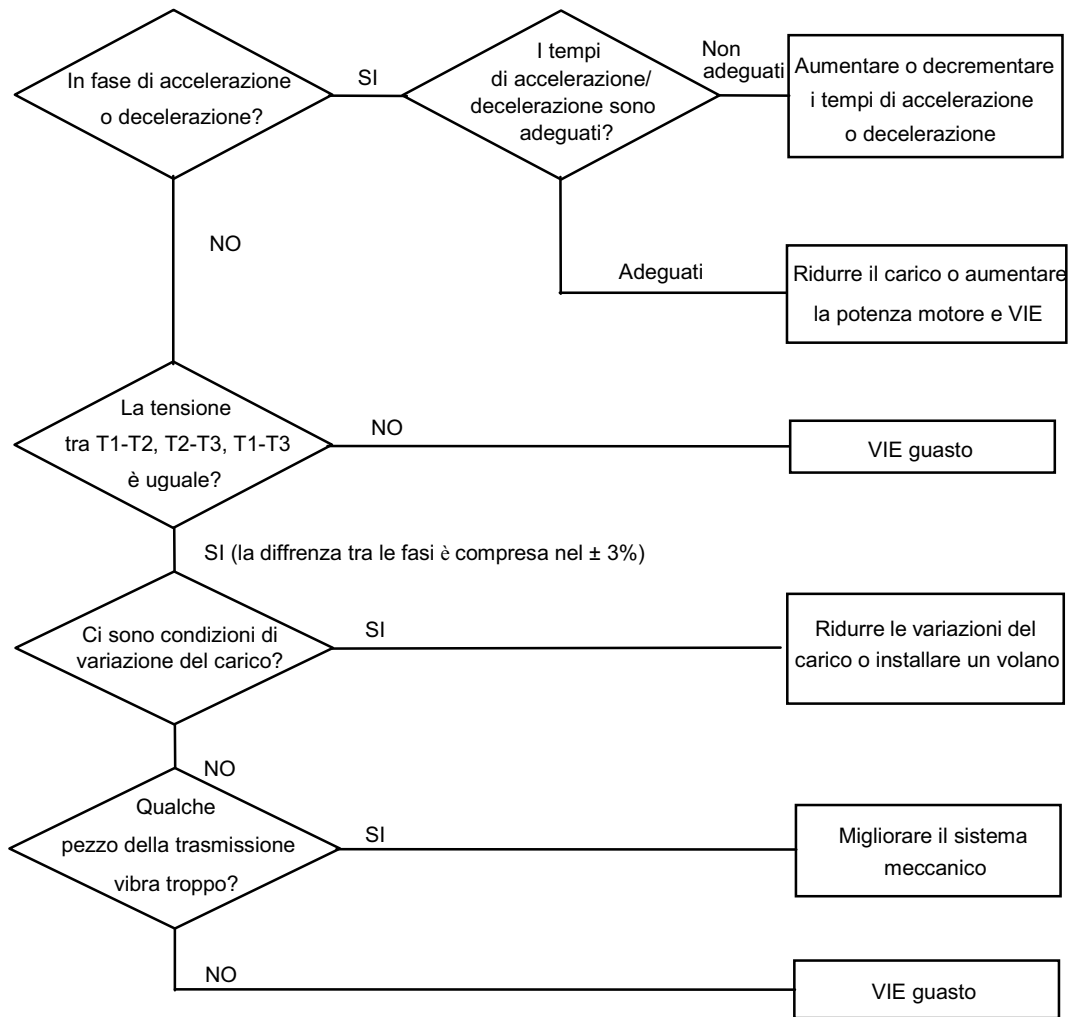 In fase di accelerazione
o decelerazione?
SI
I tempi
di accelerazione/
decelerazione sono
adeguati?
Non
adeguati
Aumentare o decrementare
i tempi di accelerazione
o decelerazione
NO
Adeguati
Ridurre il carico o aumentare
la potenza motore e VIE
La tensione
tra T1-T2, T2-T3, T1-T3
è uguale?
NO
VIE guasto
SI (la diffrenza tra le fasi è compresa nel ± 3%)
Ci sono condizioni di
variazione del carico?
SI
Ridurre le variazioni del
carico o installare un volano
NO
Qualche
pezzo della trasmissione
vibra troppo?
SI
Migliorare il sistema
meccanico
NO
VIE guasto